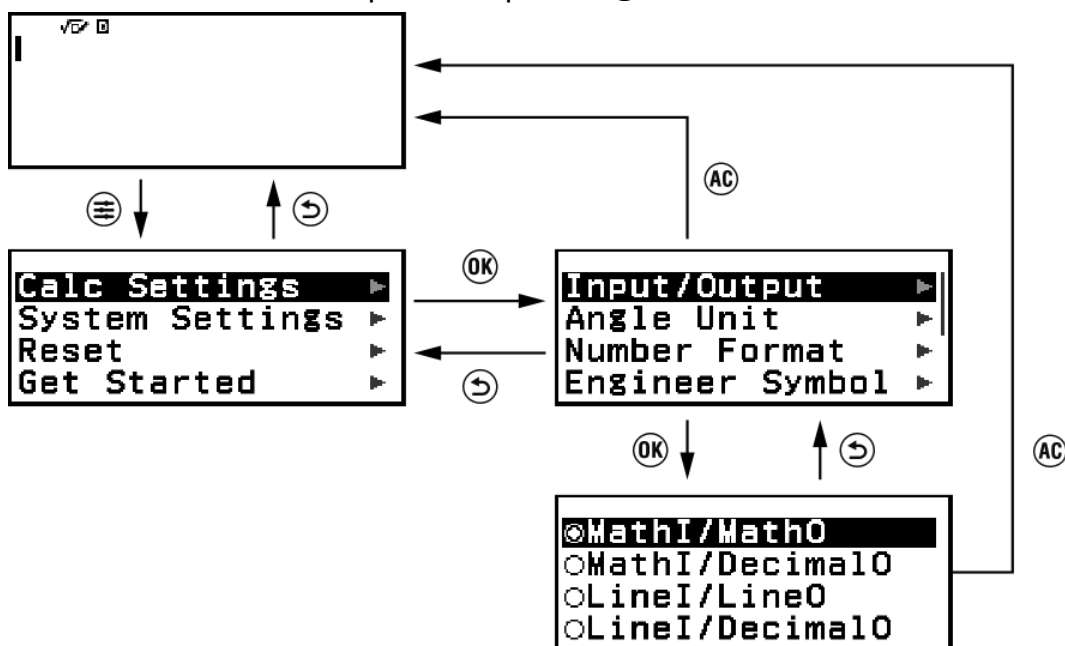 √▱/ D
AC
OK
Calc Settings
System Settings
Reset
Get Started
Input/Output
Angle Unit
Number Format
Engineer Symbol
OK
AC
MathI/MathO
MathI/DecimalO
LineI/LineO
LineI/DecimalO